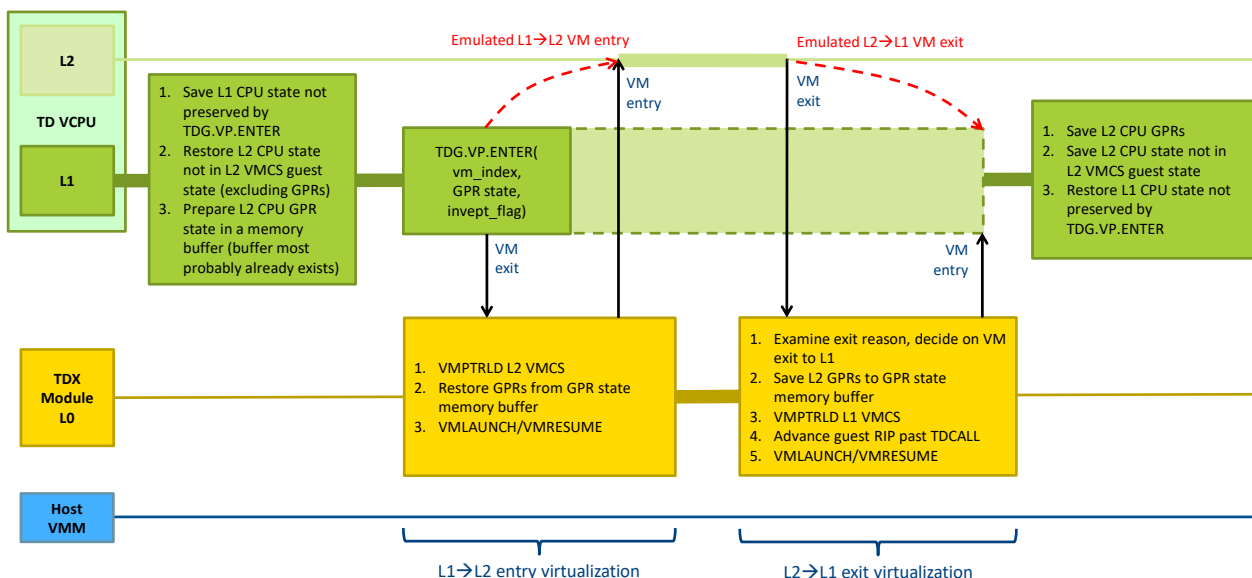 Emulated L1→L2 VM entry
Emulated L2→L1 VM exit
L2
TD VCPU
L1
1. Save L1 CPU state not
preserved by
TDG.VP.ENTER
2. Restore L2 CPU state
not in L2 VMCS guest
state (excluding GPRs)
3. Prepare L2 CPU GPR
state in a memory
buffer (buffer most
probably already exists)
TDG.VP.ENTER(
vm_index,
GPR state,
invept_flag)
VM
exit
VM
entry
VM
exit
VM
entry
1. Save L2 CPU GPRs
2. Save L2 CPU state not in
L2 VMCS guest state
3. Restore L1 CPU state not
preserved by
TDG.VP.ENTER
TDX
Module
L0
1. VMPTRLD L2 VMCS
2. Restore GPRs from GPR state
memory buffer
3. VMLAUNCH/VMRESUME
1. Examine exit reason, decide on VM
exit to L1
2. Save L2 GPRs to GPR state
memory buffer
3. VMPTRLD L1 VMCS
4. Advance guest RIP past TDCALL
5. VMLAUNCH/VMRESUME
Host
VMM
L1→L2 entry virtualization
L2→L1 exit virtualization